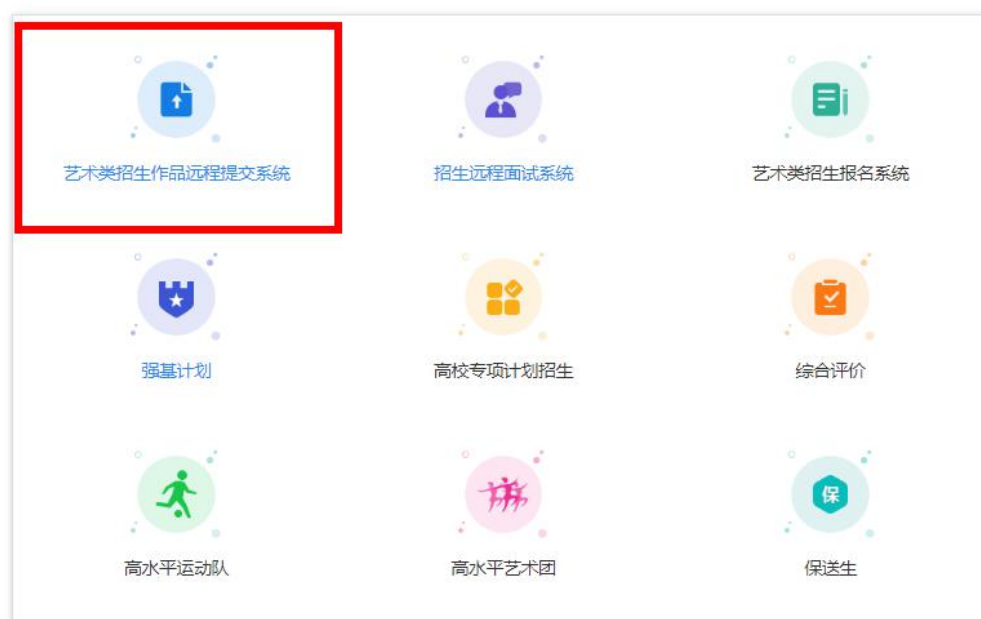 艺术类招生作品远程提交系统
招生远程面试系统
艺术类招生报名系统
强基计划
高校专项计划招生
综合评价
高水平运动队
高水平艺术团
保
保送生